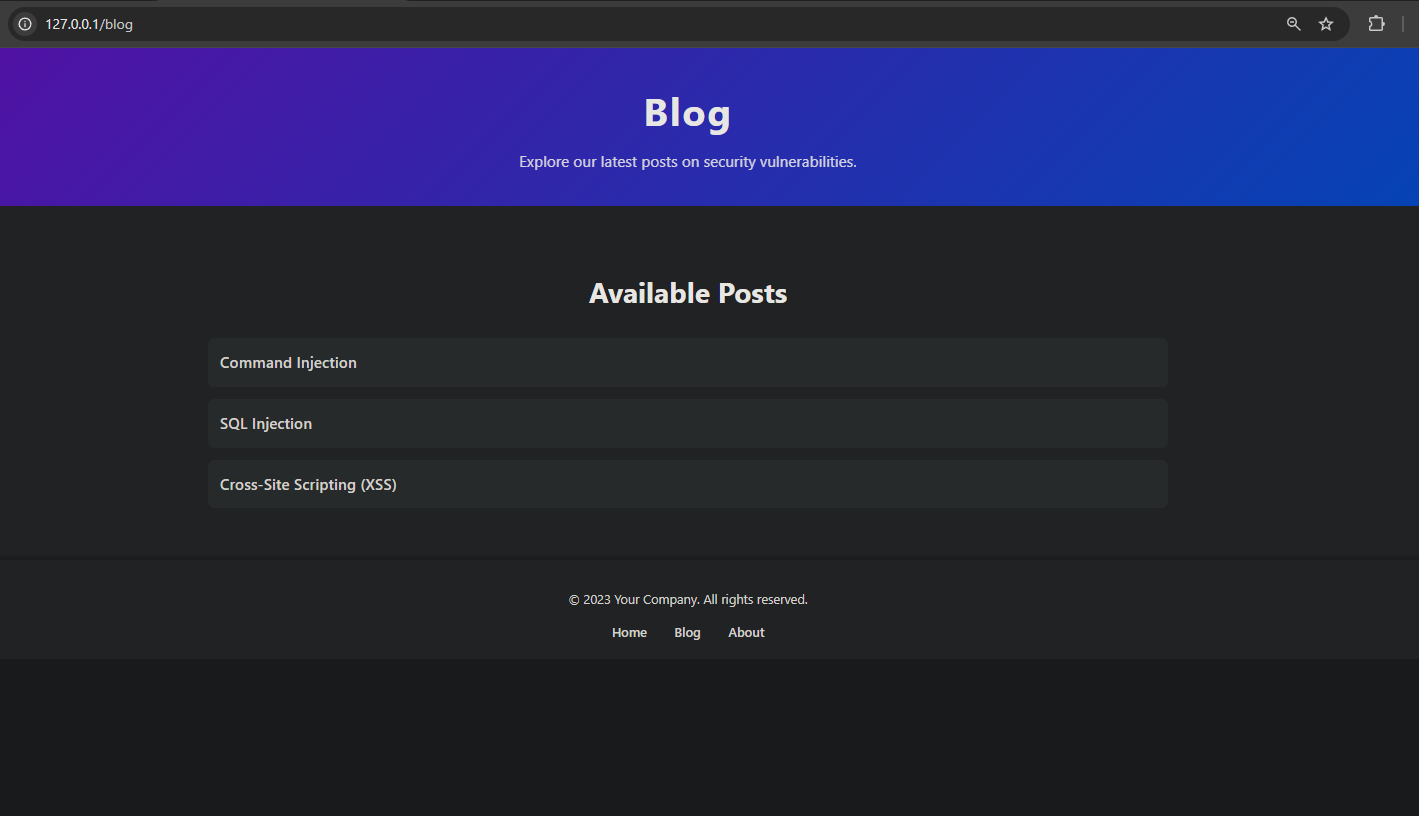 127.0.0.1/blog
Blog
Explore our latest posts on security vulnerabilities.
Available Posts
Command Injection
SQL Injection
Cross-Site Scripting (XSS)
© 2023 Your Company. All rights reserved.
Home Blog About